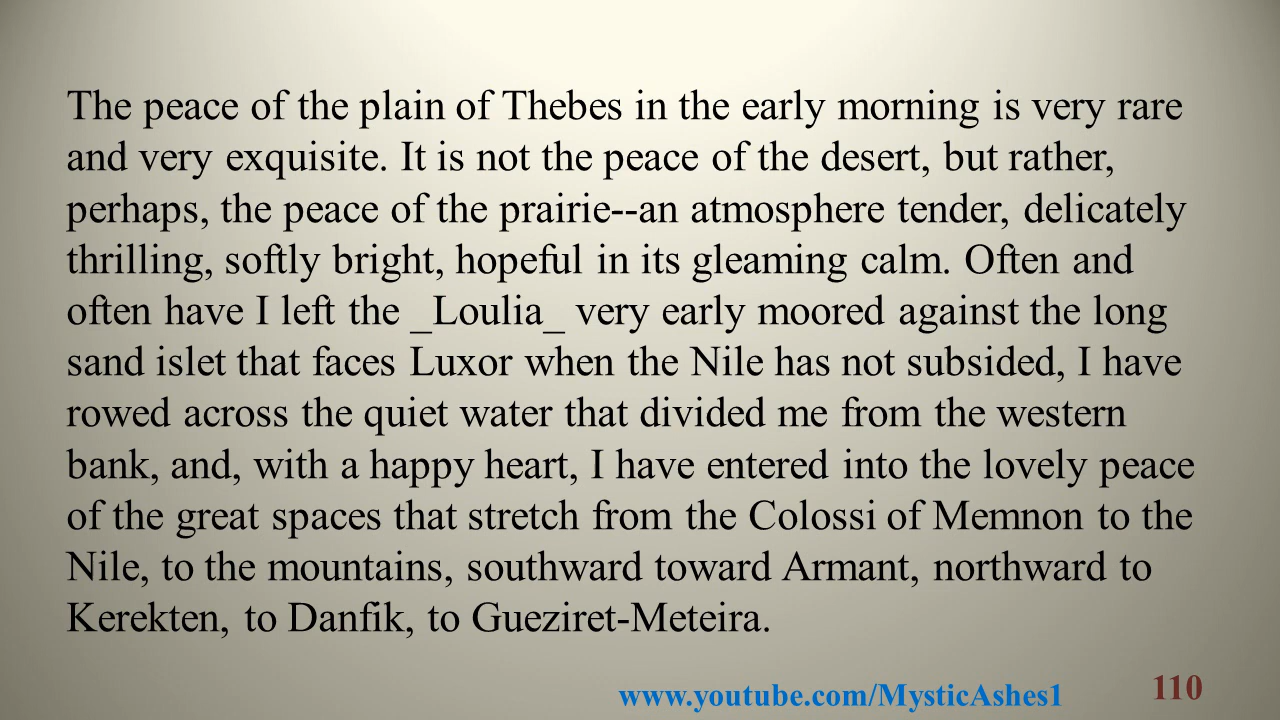 The peace of the plain of Thebes in the early morning is very rare
and very exquisite. It is not the peace of the desert, but rather,
perhaps, the peace of the prairie--an atmosphere tender, delicately
thrilling, softly bright, hopeful in its gleaming calm. Often and
often have I left the _Loulia_ very early moored against the long
sand islet that faces Luxor when the Nile has not subsided, I have
rowed across the quiet water that divided me from the western
bank, and, with a happy heart, I have entered into the lovely peace
of the great spaces that stretch from the Colossi of Memnon to the
Nile, to the mountains, southward toward Armant, northward to
Kerekten, to Danfik, to Gueziret-Meteira.
www.youtube.com/MysticAshes1 110